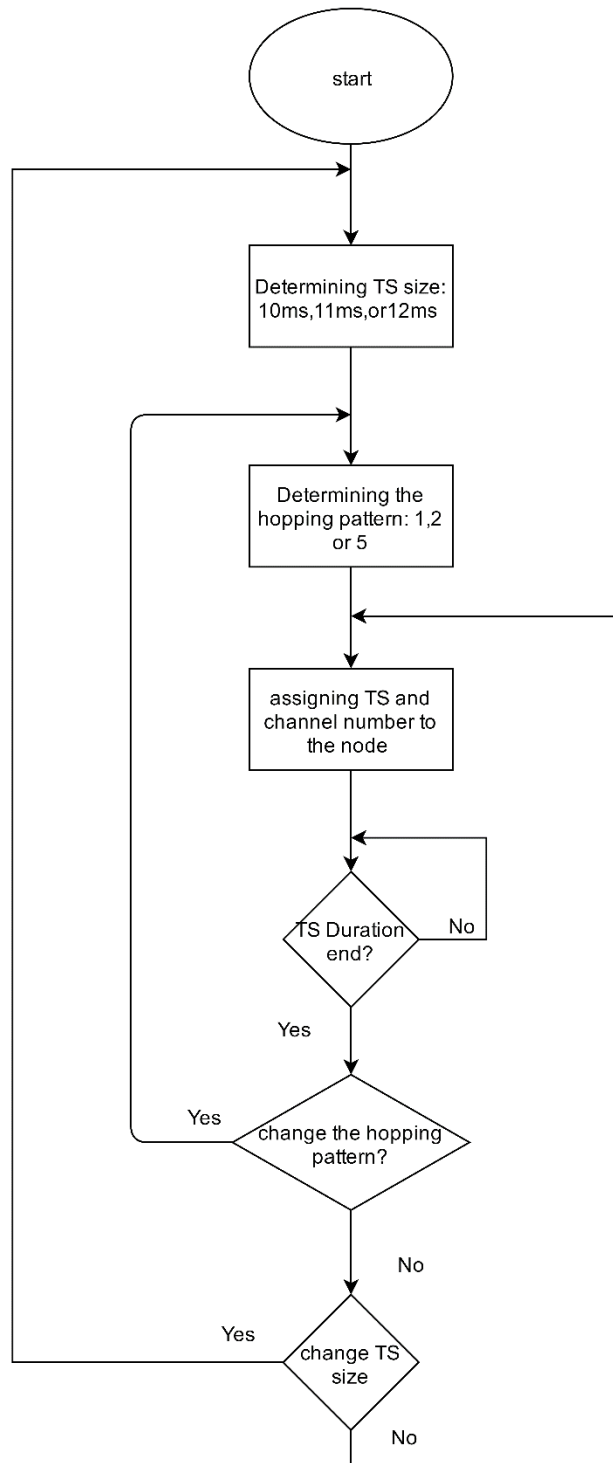 start
Determining TS size:
10ms,11ms,or12ms
Determining the
hopping pattern: 1,2
or 5
assigning TS and
channel number to
the node
TS Duration
end?
No
Yes
Yes
change the hopping
pattern?
No
Yes
change TS
size
No